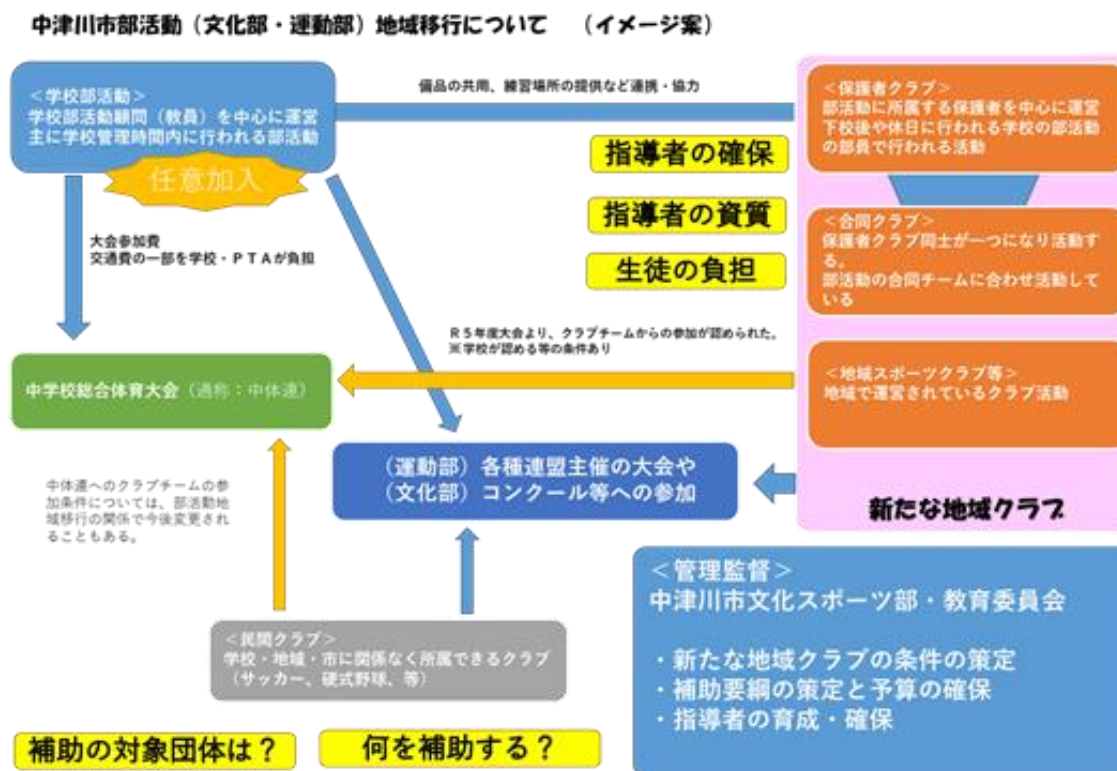 中津川市部活動(文化部・運動部)地域移行について (イメージ案)
<学校部活動>
学校部活動顧問(教員)を中心に運営
主に学校管理時間内に行われる部活動
任意加入
備品の共用、練習場所の提供など連携・協力
<保護者クラブ>
部活動に所属する保護者を中心に運営
下校後や休日に行われる学校の部活動
の部員で行われる活動
指導者の確保
指導者の資質
生徒の負担
<合同クラブ>
保護者クラブ同士が一つになり活動す
る。
部活動の合同チームに合わせ活動して
いる
大会参加費
交通費の一部を学校・PTAが負担
R5年度大会より、クラブチームからの参加が認められた。
※学校が認める等の条件あり
中学校総合体育大会(通称:中体連)
<地域スポーツクラブ等>
地域で運営されているクラブ活動
新たな地域クラブ
(運動部)各種連盟主催の大会や
(文化部)コンクール等への参加
中体連へのクラブチームの参
加条件については、部活動地
域移行の関係で今後変更され
ることもある。
<民間クラブ>
学校・地域・市に関係なく所属できるクラブ
(サッカー、硬式野球、等)
<管理監督>
中津川市文化スポーツ部・教育委員会
・新たな地域クラブの条件の策定
・補助要綱の策定と予算の確保
・指導者の育成・確保
補助の対象団体は?
何を補助する?